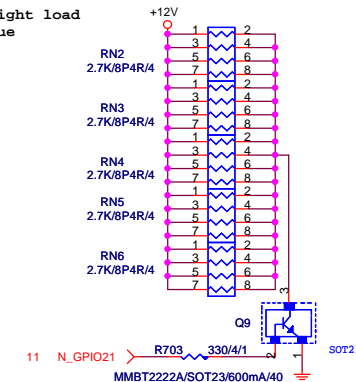 ight load
ue
+12V
1 2
3 4
RN2
5 6
2.7K/8P4R/4
7 8
1 2
3 4
RN3
5 6
2.7K/8P4R/4
7 8
1 2
3 4
RN4
5 6
2.7K/8P4R/4
7 8
1 2
RN5
3 4
2.7K/8P4R/4
5 6
7 8
1 2
RN6
3 4
2.7K/8P4R/4
5 6
7 8
3
Q9
SOT2
R703 330/4/1
11 N_GPIO21
2 1
MMBT2222A/SOT23/600mA/40